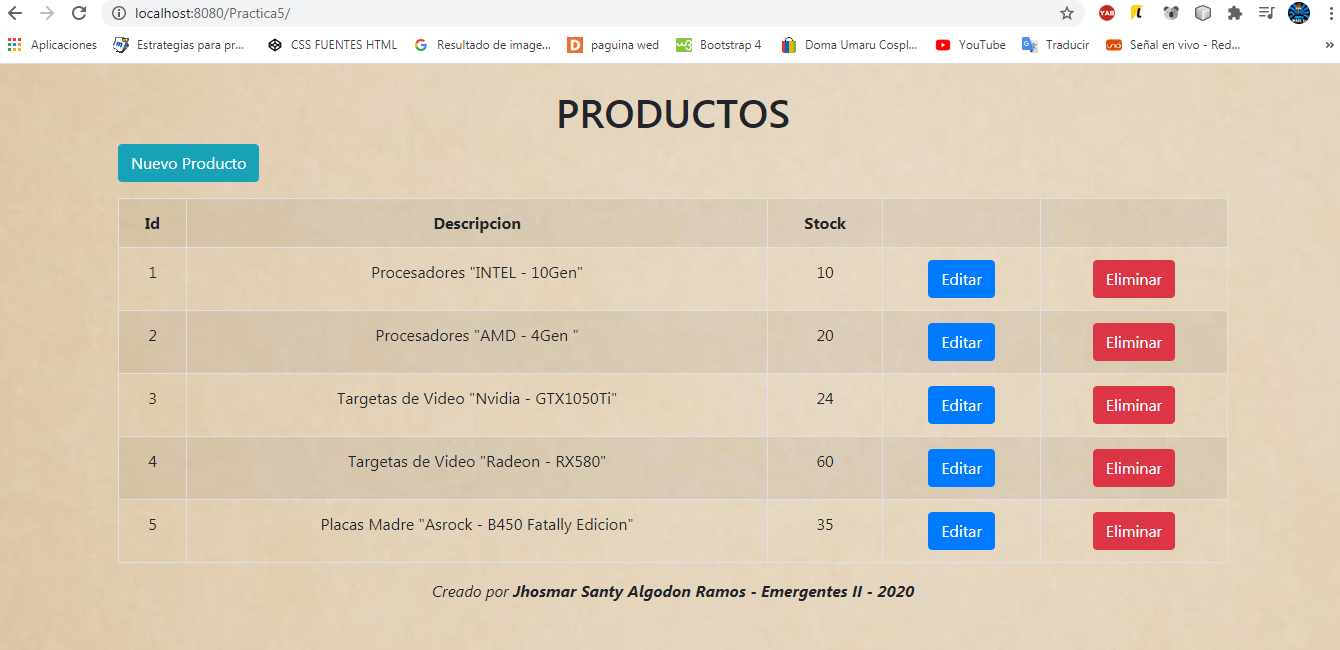 localhost:8080/Practica5/
YAB
Aplicaciones Estrategias para pr... CSS FUENTES HTML Resultado de image... paguina wed Bootstrap 4 Doma Umaru Cospl... YouTube Traducir Señal en vivo - Red... »
PRODUCTOS
Nuevo Producto
Id Descripcion Stock
1 Procesadores "INTEL - 10Gen" 10 Editar Eliminar
2 Procesadores "AMD - 4Gen " 20 Editar Eliminar
3 Targetas de Video "Nvidia - GTX1050Ti" 24 Editar Eliminar
4 Targetas de Video "Radeon - RX580" 60 Editar Eliminar
5 Placas Madre "Asrock - B450 Fatally Edicion" 35 Editar Eliminar
Creado por Jhosmar Santy Algodon Ramos - Emergentes II - 2020